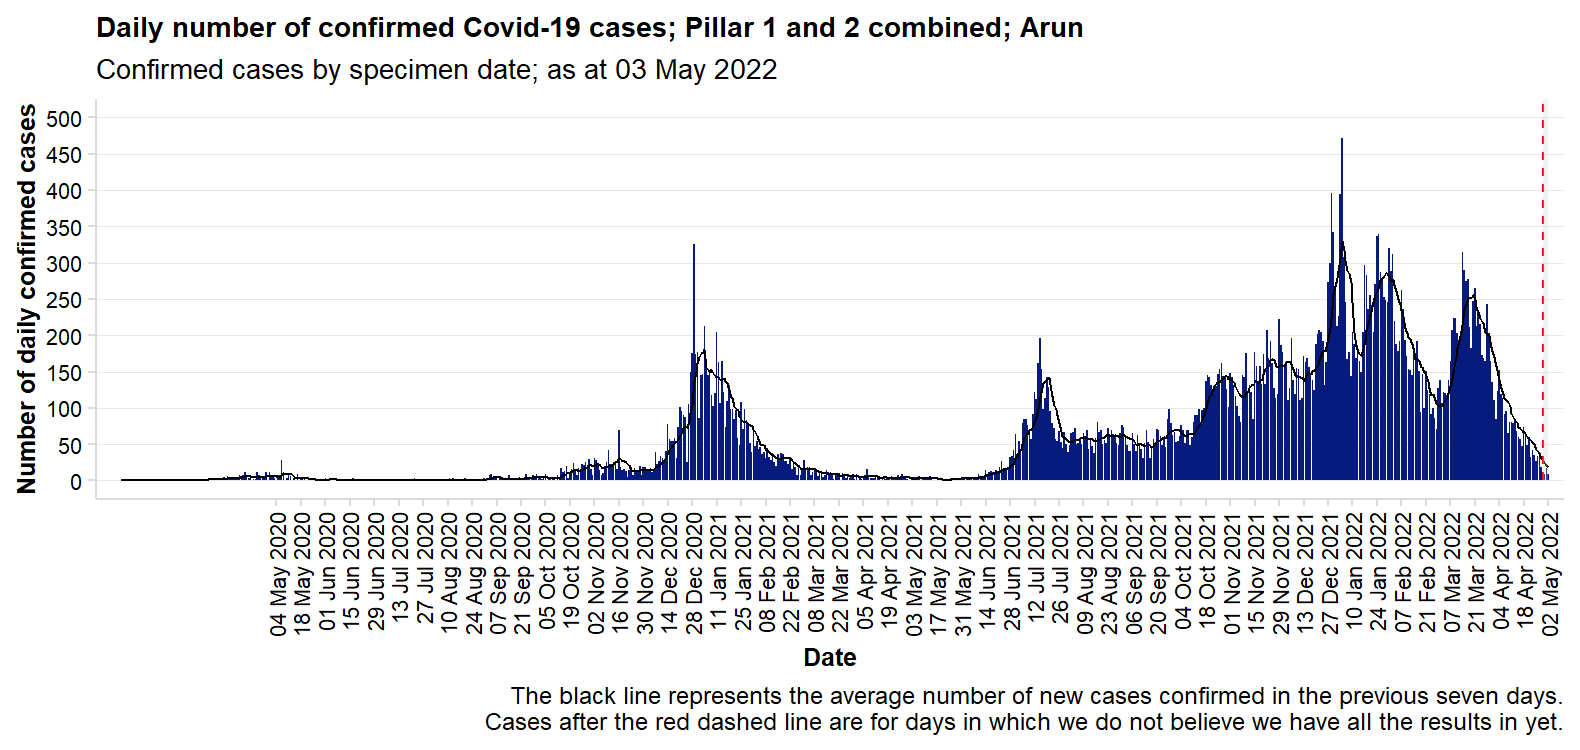 Daily number of confirmed Covid-19 cases; Pillar 1 and 2 combined; Arun
Confirmed cases by specimen date; as at 03 May 2022
Number of daily confirmed cases
500
450
400
350
300
250
200
150
100
50
0
04 May 2020
18 May 2020
01 Jun 2020
15 Jun 2020
29 Jun 2020
13 Jul 2020
27 Jul 2020
10 Aug 2020
24 Aug 2020
07 Sep 2020
21 Sep 2020
05 Oct 2020
19 Oct 2020
02 Nov 2020
16 Nov 2020
30 Nov 2020
14 Dec 2020
28 Dec 2020
11 Jan 2021
25 Jan 2021
08 Feb 2021
22 Feb 2021
08 Mar 2021
22 Mar 2021
05 Apr 2021
19 Apr 2021
03 May 2021
17 May 2021
31 May 2021
14 Jun 2021
28 Jun 2021
12 Jul 2021
26 Jul 2021
09 Aug 2021
23 Aug 2021
06 Sep 2021
20 Sep 2021
04 Oct 2021
18 Oct 2021
01 Nov 2021
15 Nov 2021
29 Nov 2021
13 Dec 2021
27 Dec 2021
10 Jan 2022
24 Jan 2022
07 Feb 2022
21 Feb 2022
07 Mar 2022
21 Mar 2022
04 Apr 2022
18 Apr 2022
02 May 2022
Date
The black line represents the average number of new cases confirmed in the previous seven days.
Cases after the red dashed line are for days in which we do not believe we have all the results in yet.